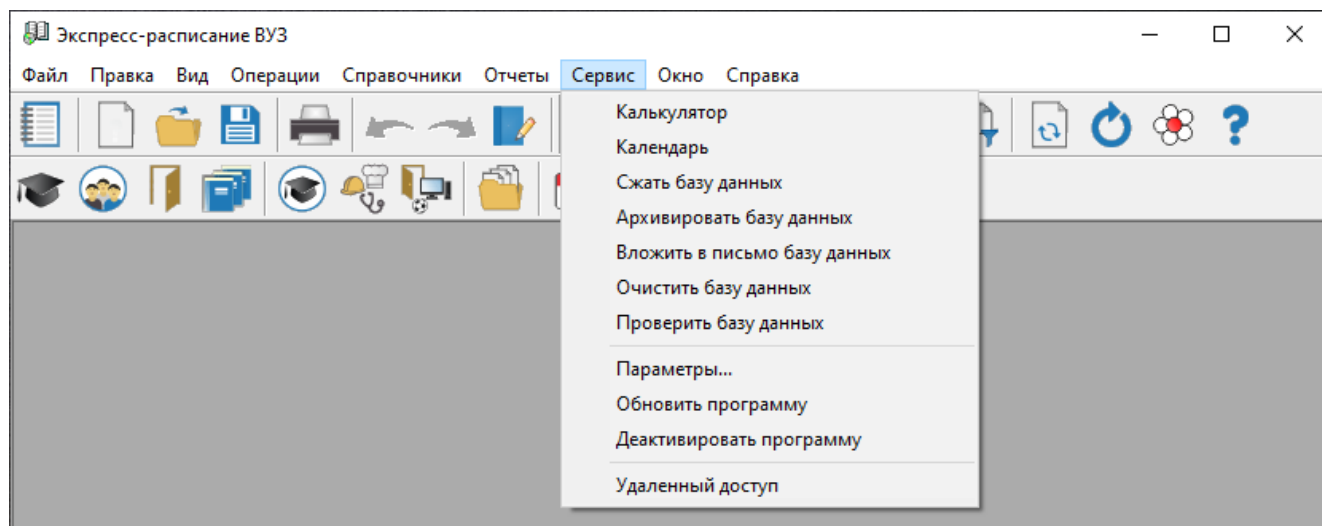 Экспресс-расписание ВУЗ
Файл Правка Вид Операции Справочники Отчеты Сервис Окно Справка
Калькулятор
Календарь
Сжать базу данных
Архивировать базу данных
Вложить в письмо базу данных
Очистить базу данных
Проверить базу данных
Параметры...
Обновить программу
Деактивировать программу
Удаленный доступ